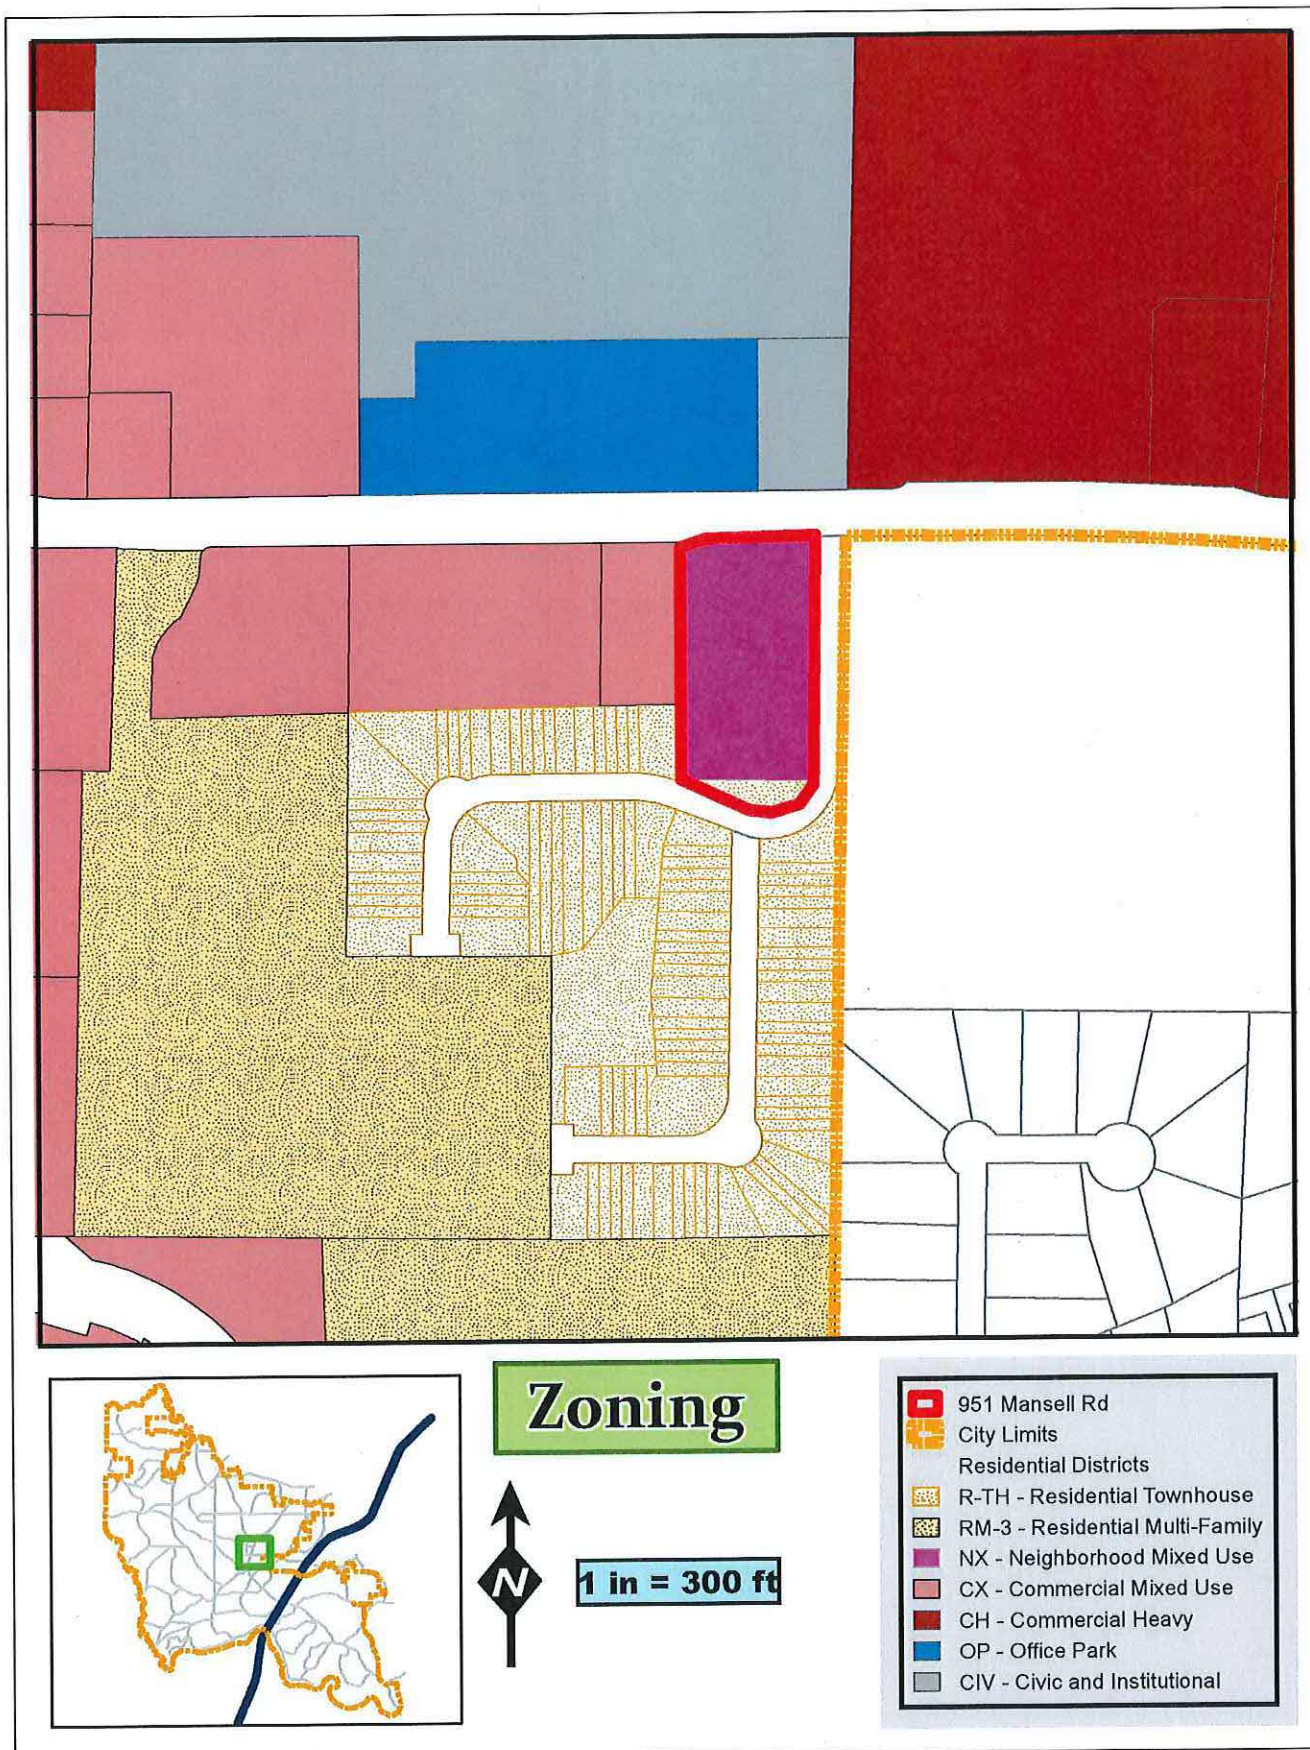 Zoning
N
1 in = 300 ft
951 Mansell Rd
City Limits
Residential Districts
R-TH - Residential Townhouse
RM-3 - Residential Multi-Family
NX - Neighborhood Mixed Use
CX - Commercial Mixed Use
CH - Commercial Heavy
OP - Office Park
CIV - Civic and Institutional